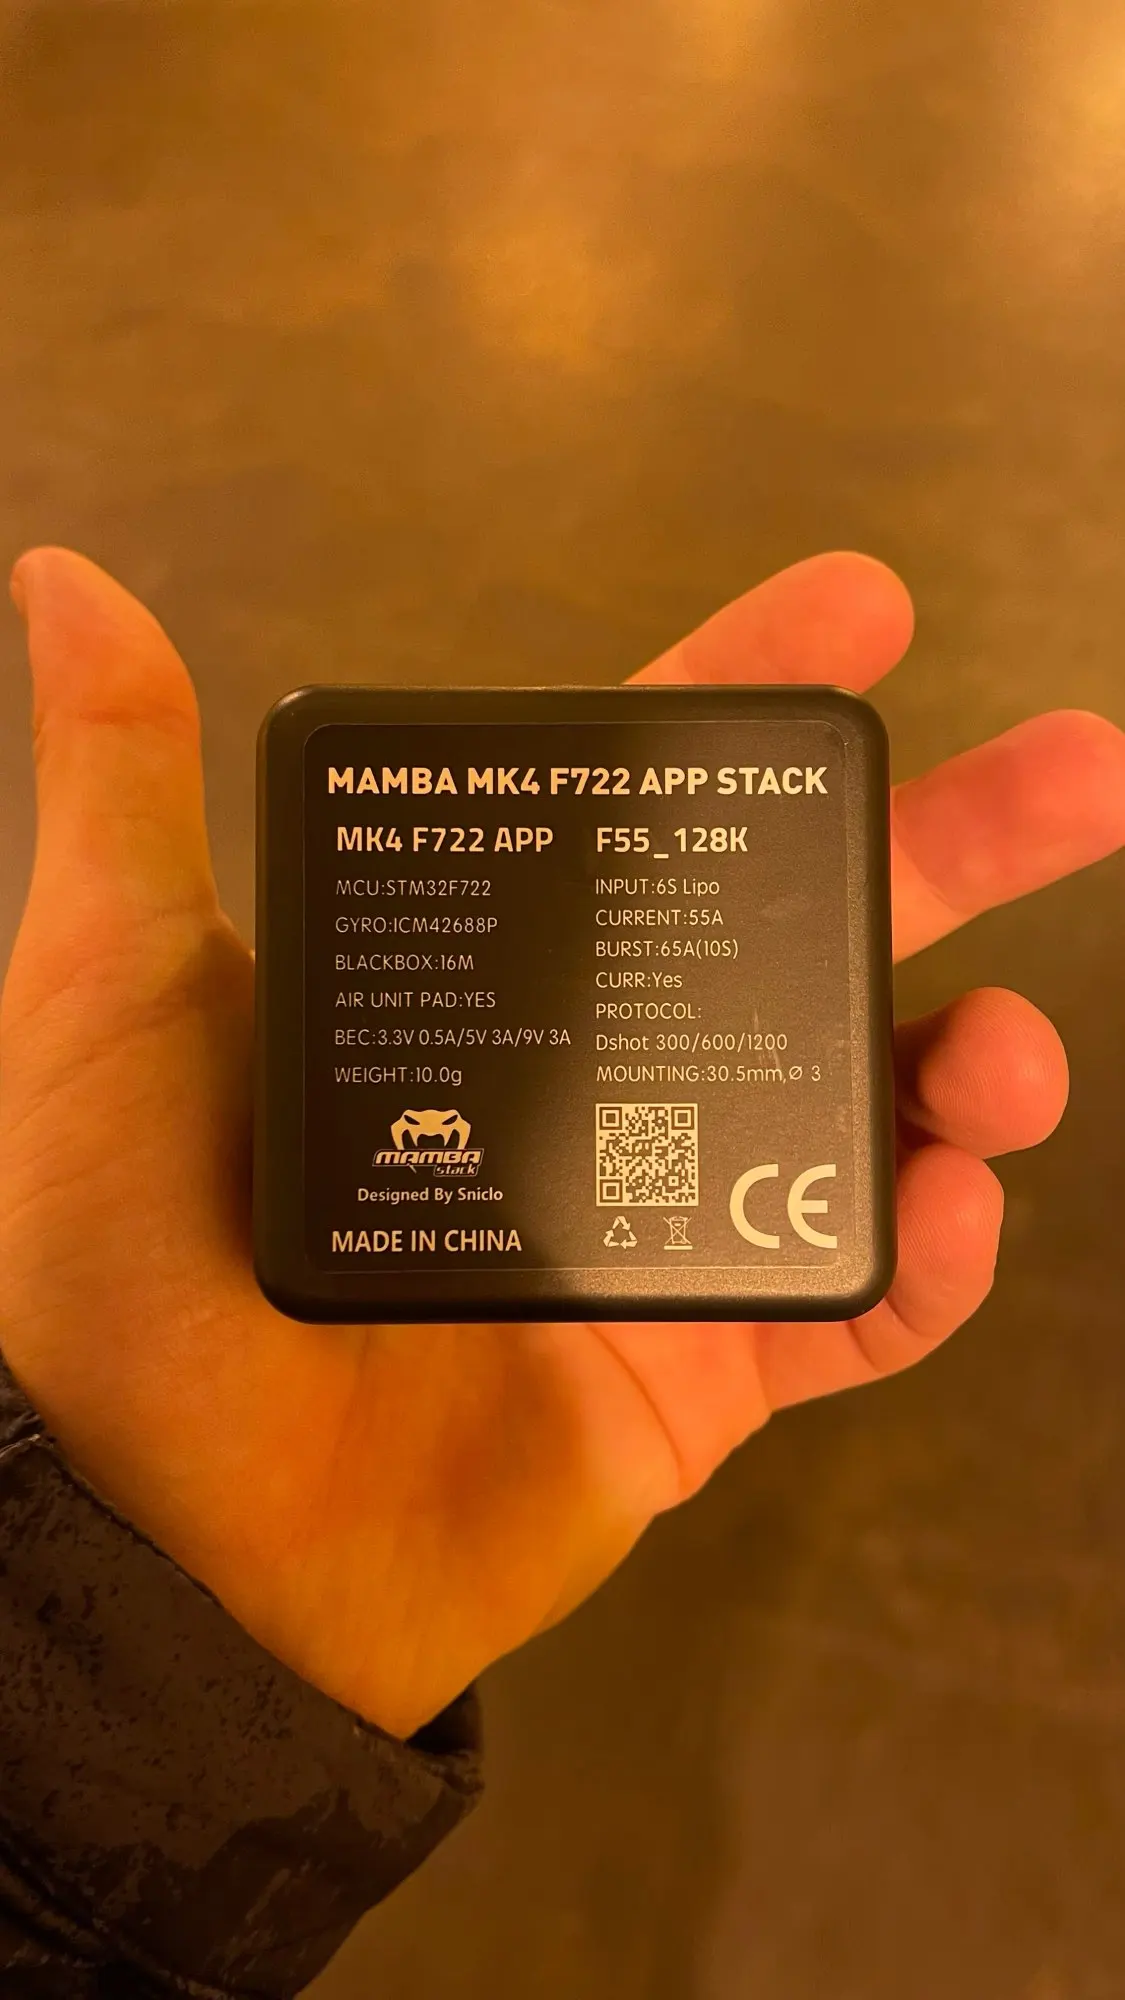 MAMBA MK4 F722 APP STACK
MK4 F722 APP
MCU:STM32F722
GYRO:ICM42688P
BLACKBOX:16M
AIR UNIT PAD:YES
BEC:3.3V 0.5A/5V 3A/9V 3A
WEIGHT:10.0g
MAMBA
stack
Designed By Sniclo
MADE IN CHINA
F55_128K
INPUT:6S Lipo
CURRENT:55A
BURST:65A(10S)
CURR:Yes
PROTOCOL:
Dshot 300/600/1200
MOUNTING:30.5mm,Ø 3
CE